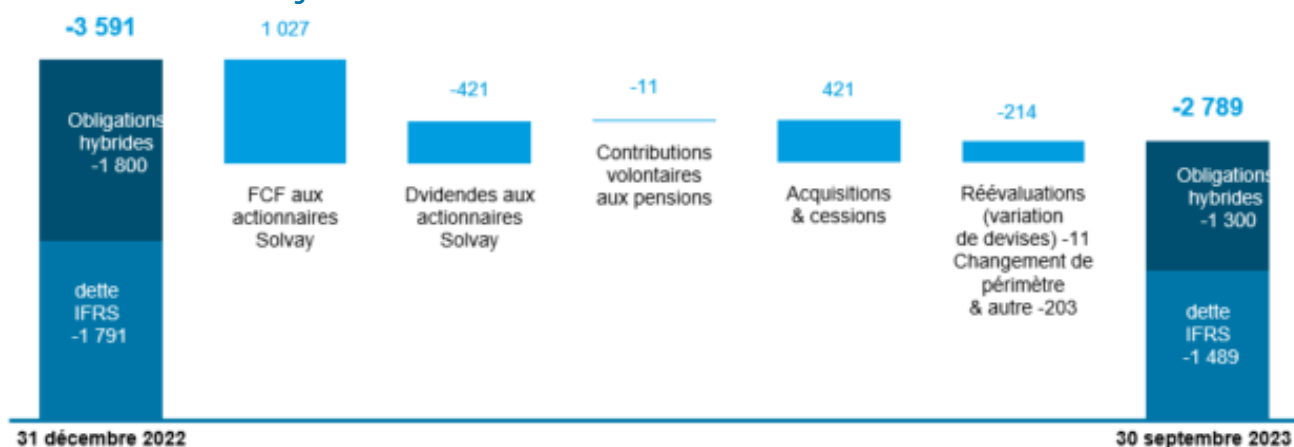 -3 591
1 027
-421
-11
421
-214
-2 789
Obligations
hybrides
-1 800
dette
IFRS
-1 791
FCF aux
actionnaires
Solvay
Dvidendes aux
actionnaires
Solvay
Contributions
volontaires
aux pensions
Acquisitions
& cessions
Réévaluations
(variation
de devises) -11
Changement de
périmètre
& autre -203
Obligations
hybrides
-1 300
dette
IFRS
-1 489
31 décembre 2022
30 septembre 2023